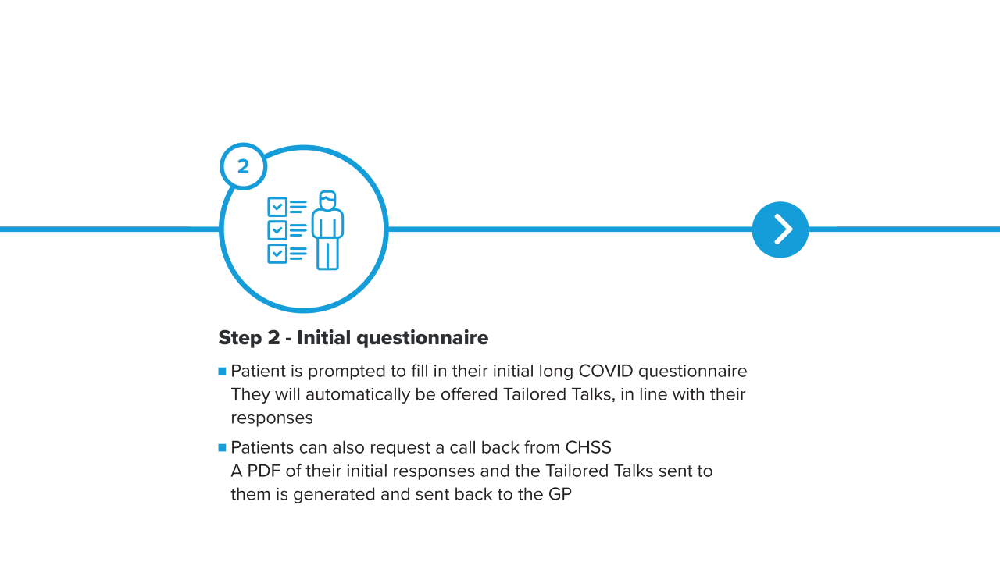 2
Step 2 - Initial questionnaire
Patient is prompted to fill in their initial long COVID questionnaire
They will automatically be offered Tailored Talks, in line with their
responses
Patients can also request a call back from CHSS
A PDF of their initial responses and the Tailored Talks sent to
them is generated and sent back to the GP